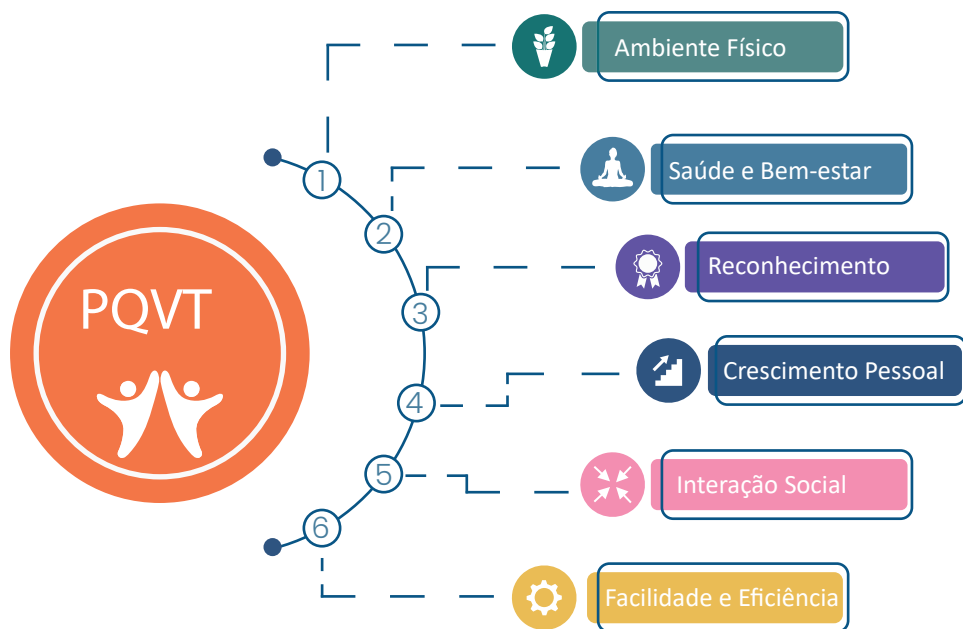 PQVT
1
Ambiente Físico
2
Saúde e Bem-estar
3
Reconhecimento
4
Crescimento Pessoal
5
Interação Social
6
Facilidade e Eficiência